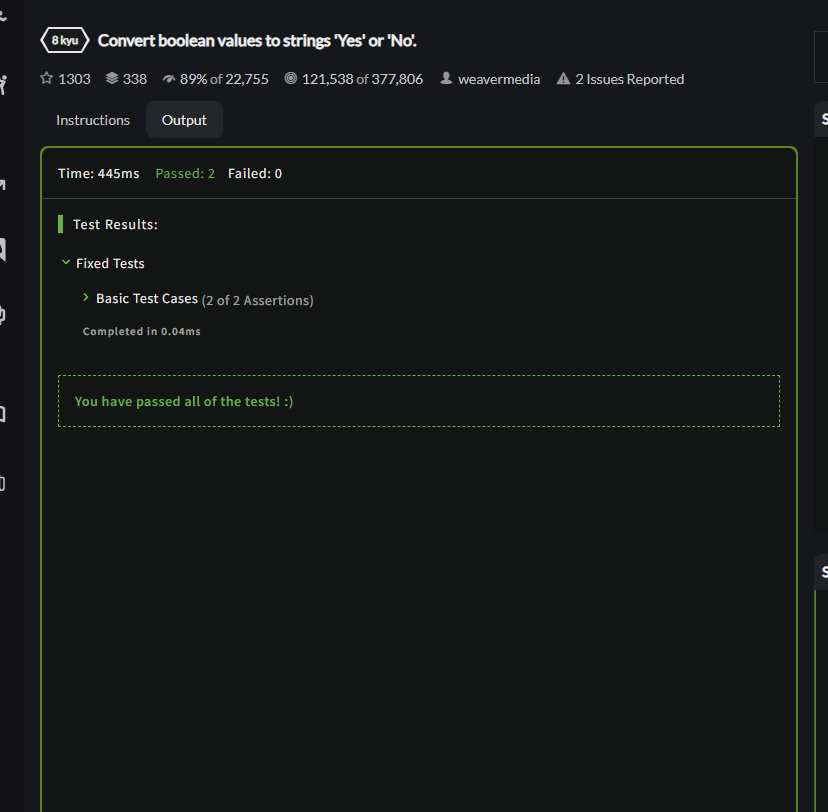 8 kyu Convert boolean values to strings 'Yes' or 'No'.
1303 338 89% of 22,755 121,538 of 377,806 weavermedia 2 Issues Reported
Instructions Output
Time: 445ms Passed: 2 Failed: 0
Test Results:
Fixed Tests
Basic Test Cases (2 of 2 Assertions)
Completed in 0.04ms
You have passed all of the tests! :)